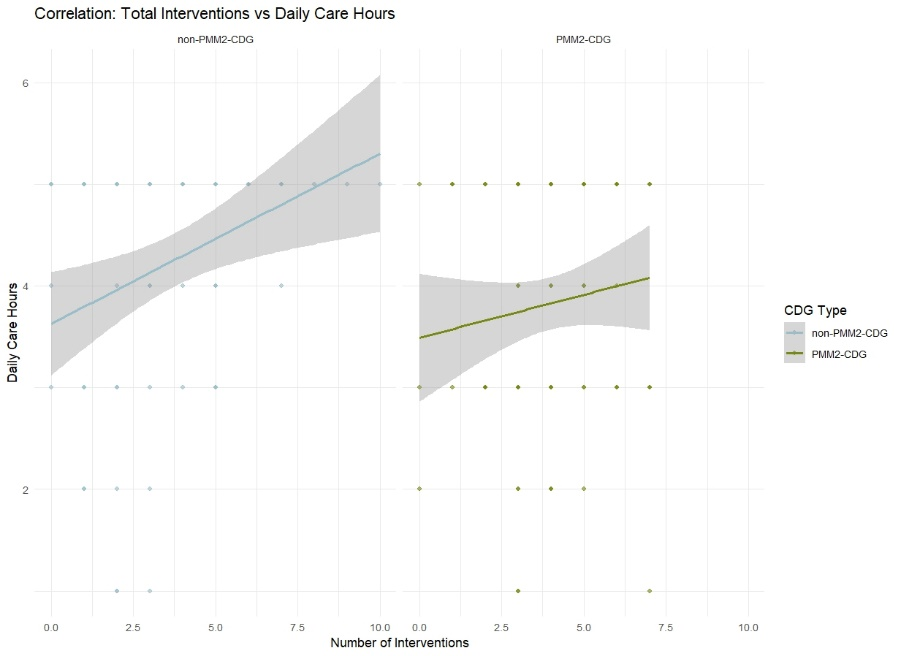 Correlation: Total Interventions vs Daily Care Hours
non-PMM2-CDG
PMM2-CDG
6
4
2
Daily Care Hours
0.0
2.5
5.0
7.5
10.0
0.0
2.5
5.0
7.5
10.0
Number of Interventions
CDG Type
non-PMM2-CDG
PMM2-CDG